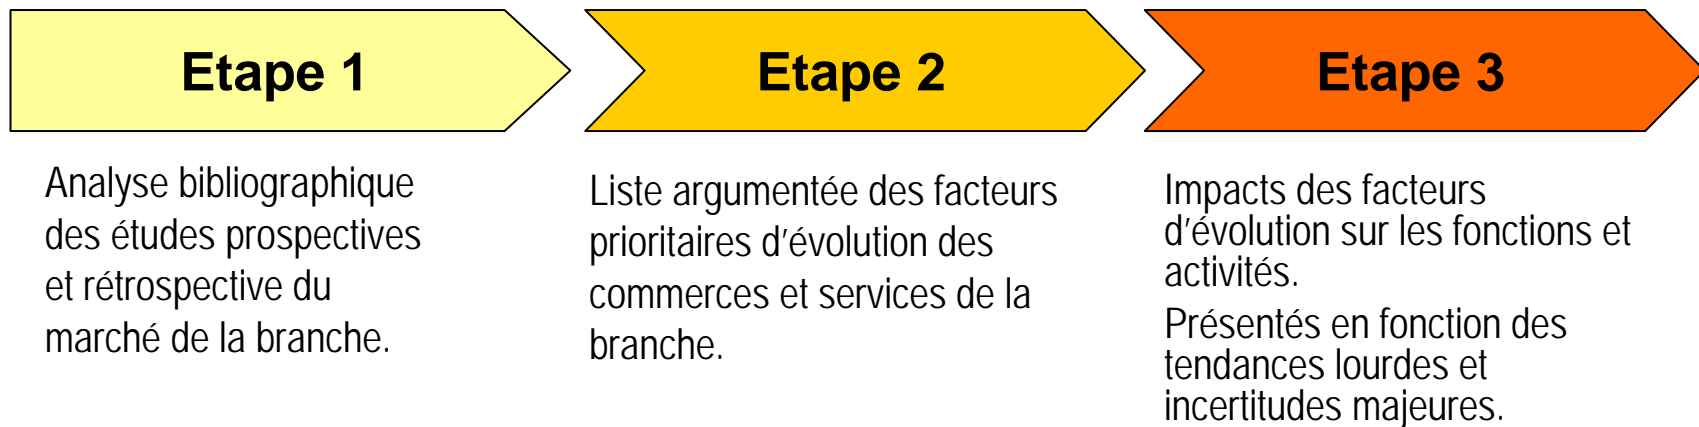 Etape 1
Etape 2
Etape 3
Analyse bibliographique
des études prospectives
et rétrospective du
marché de la branche.
Liste argumentée des facteurs
prioritaires d'évolution des
commerces et services de la
branche.
Impacts des facteurs
d'évolution sur les fonctions et
activités.
Présentés en fonction des
tendances lourdes et
incertitudes majeures.